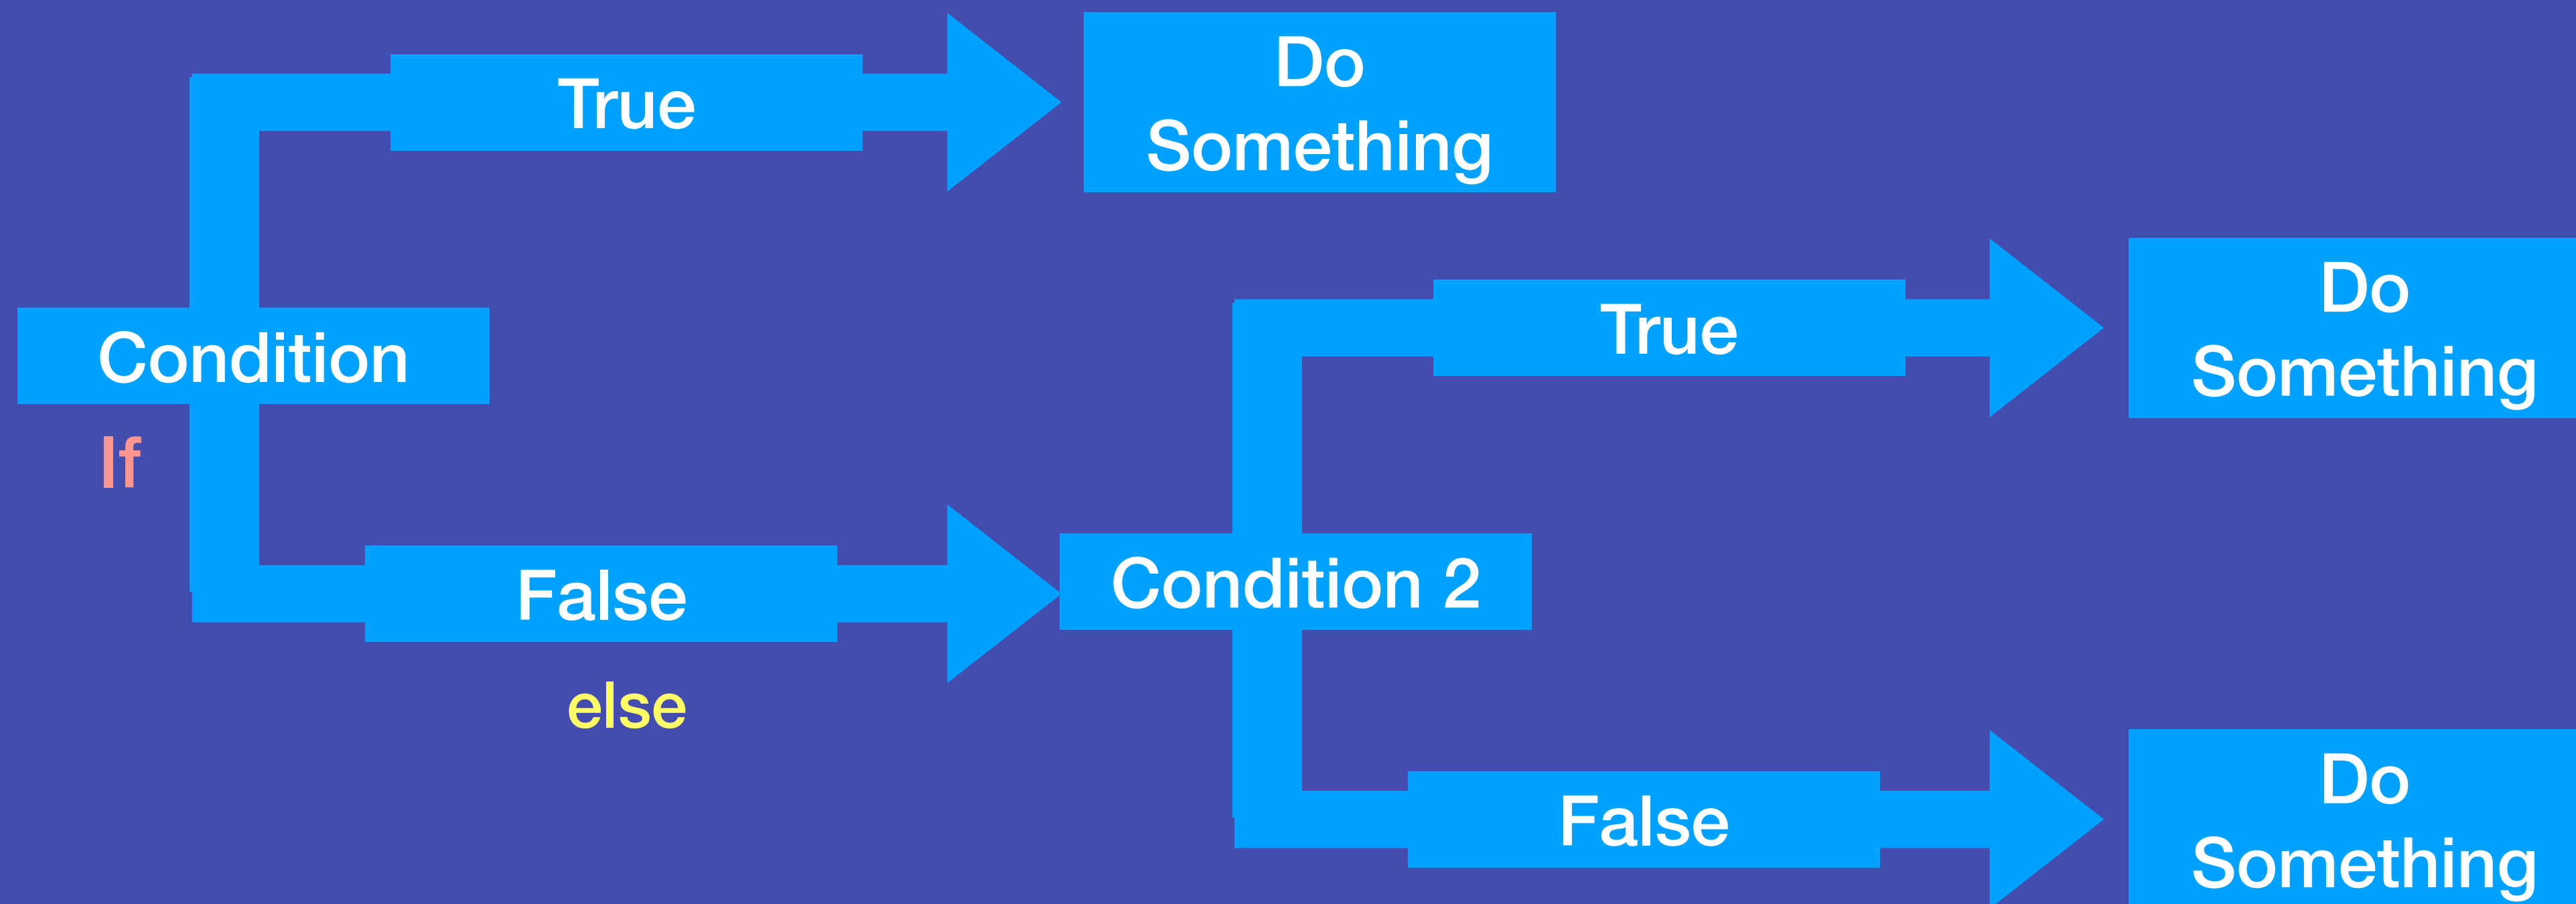 True
Do
Something
Condition
If
True
Do
Something
False
else
Condition 2
False
Do
Something